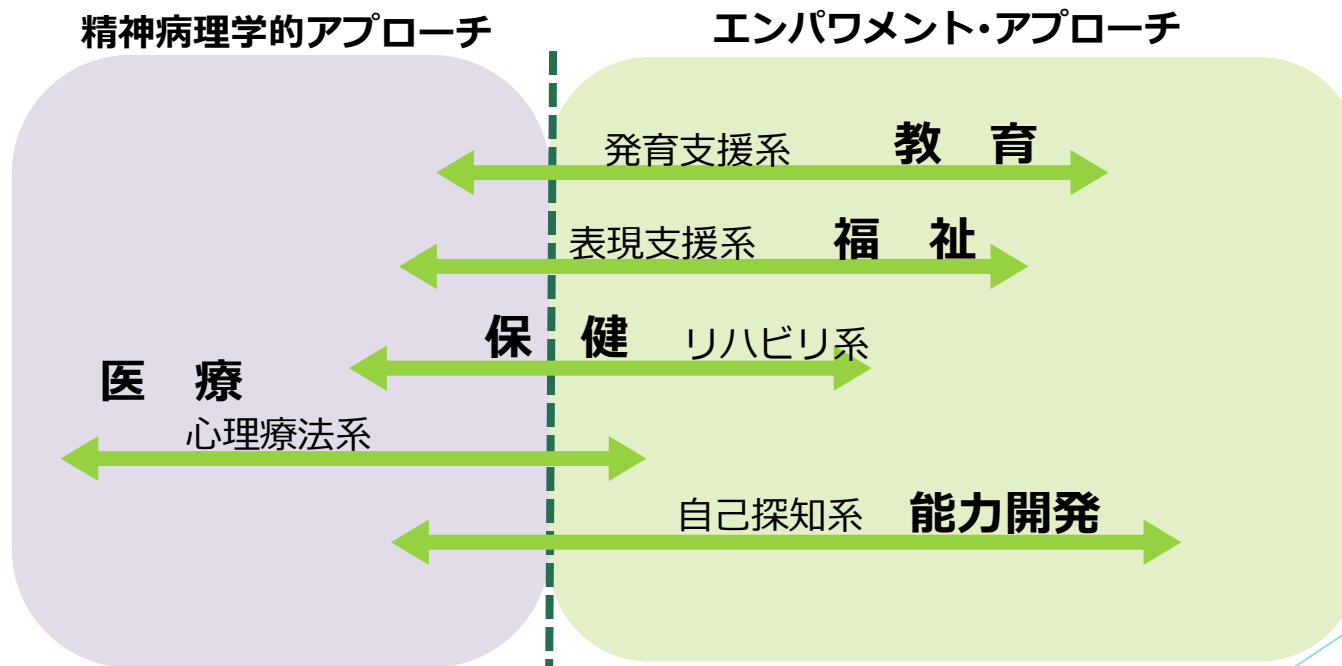 精神病理学的アプローチ
エンパワメント・アプローチ
発育支援系 教 育
表現支援系 福 祉
保 健 リハビリ系
医 療
心理療法系
自己探知系 能力開発